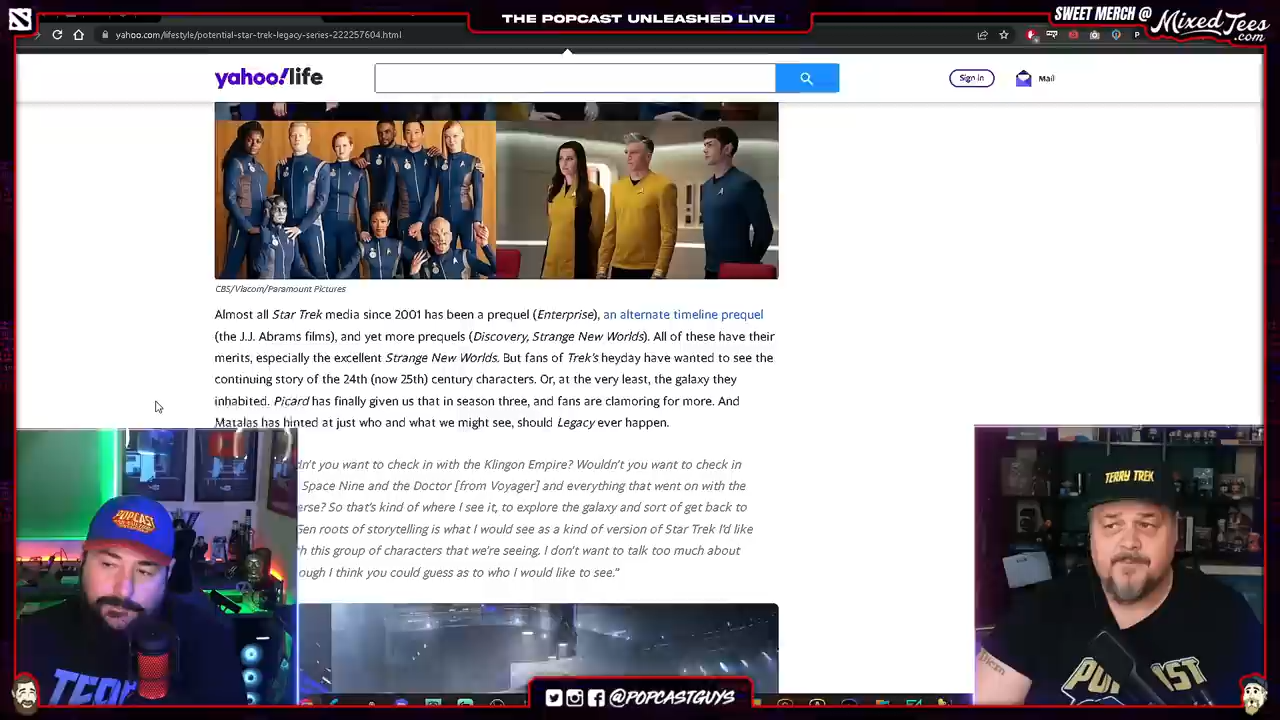 THE POPCAST UNLEASHED LIVE
SWEET MERCH @
MixedTees
.com
yahoo.com/lifestyle/potential-star-trek-legacy-series-222257604.html
yahoo!life
Sign in
Mail
CBS/Viacom/Paramount Pictures
Almost all Star Trek media since 2001 has been a prequel (Enterprise), an alternate timeline prequel
(the J.J. Abrams films), and yet more prequels (Discovery, Strange New Worlds). All of these have their
merits, especially the excellent Strange New Worlds. But fans of Trek's heyday have wanted to see the
continuing story of the 24th (now 25th) century characters. Or, at the very least, the galaxy they
inhabited. Picard has finally given us that in season three, and fans are clamoring for more. And
Matalas has hinted at just who and what we might see, should Legacy ever happen.
you want to check in with the Klingon Empire? Wouldn't you want to check in
Space Nine and the Doctor [from Voyager] and everything that went on with the
So that's kind of where I see it, to explore the galaxy and sort of get back to
roots of storytelling is what I would see as a kind of version of Star Trek I'd like
this group of characters that we're seeing. I don't want to talk too much about
I think you could guess as to who I would like to see."
POPCAST
TERRY TREK
@POPCASTGUYS